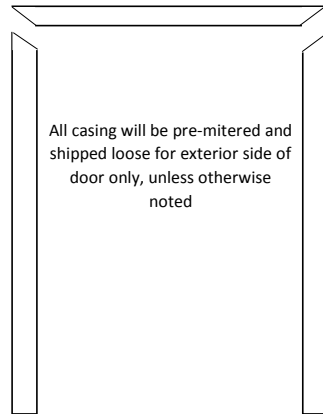 All casing will be pre-mitered and
shipped loose for exterior side of
door only, unless otherwise
noted